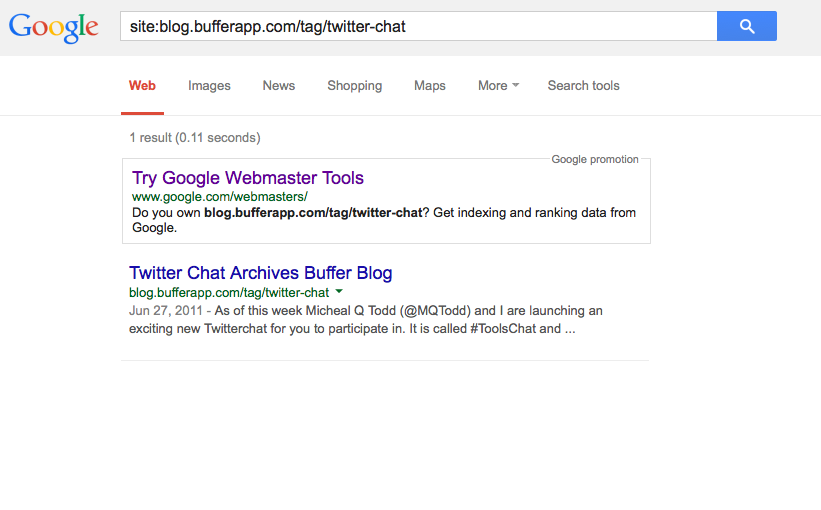 Google site:blog.bufferapp.com/tag/twitter-chat
Web Images News Shopping Maps More Search tools
1 result (0.11 seconds)
Google promotion
Try Google Webmaster Tools
www.google.com/webmasters/
Do you own blog.bufferapp.com/tag/twitter-chat? Get indexing and ranking data from
Google.
Twitter Chat Archives Buffer Blog
blog.bufferapp.com/tag/twitter-chat
Jun 27, 2011 - As of this week Micheal Q Todd (@MQTodd) and I are launching an
exciting new Twitterchat for you to participate in. It is called #ToolsChat and ...